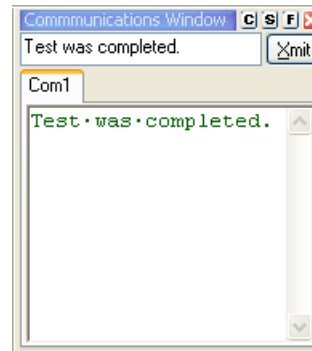 Commmunications Window C S F X
Test was completed.
Xmit
Com1
Test·was·completed.